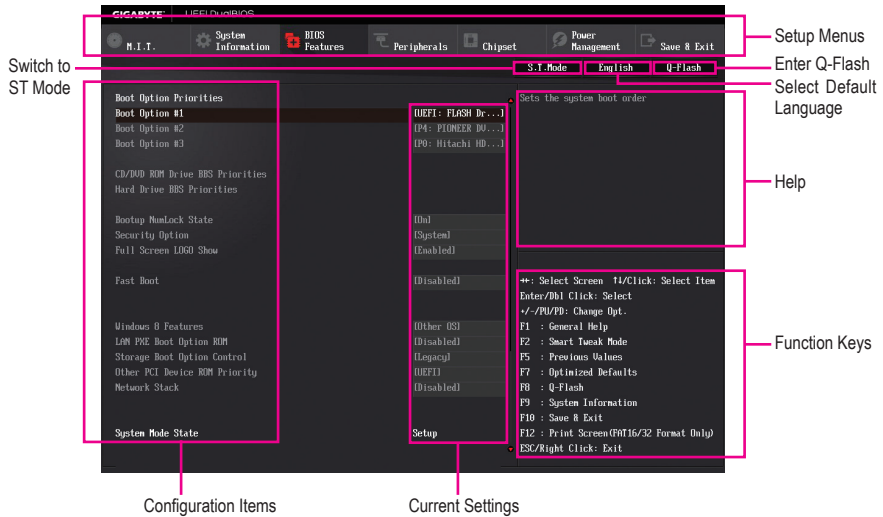 GIGABYTE UEFI DualBIOS
M.I.T. System Information BIOS Features Peripherals Chipset Power Management Save & Exit
Setup Menus
Switch to ST Mode
S.T.Mode English Q-Flash
Enter Q-Flash
Select Default Language
Boot Option Priorities
Boot Option #1 [UEFI: FLASH Dr...]
Boot Option #2 [P4: PIONEER DV...]
Boot Option #3 [P0: Hitachi HD...]
CD/DVD ROM Drive BBS Priorities
Hard Drive BBS Priorities
Bootup NumLock State [On]
Security Option [System]
Full Screen LOGO Show [Enabled]
Fast Boot [Disabled]
Windows 8 Features [Other OS]
LAN PXE Boot Option ROM [Disabled]
Storage Boot Option Control [Legacy]
Other PCI Device ROM Priority [UEFI]
Network Stack [Disabled]
System Mode State Setup
Sets the system boot order
Help
→←: Select Screen ↑↓/Click: Select Item
Enter/Dbl Click: Select
+/-/PU/PD: Change Opt.
F1 : General Help
F2 : Smart Tweak Mode
F5 : Previous Values
F7 : Optimized Defaults
F8 : Q-Flash
F9 : System Information
F10 : Save & Exit
F12 : Print Screen(FAT16/32 Format Only)
ESC/Right Click: Exit
Function Keys
Configuration Items
Current Settings